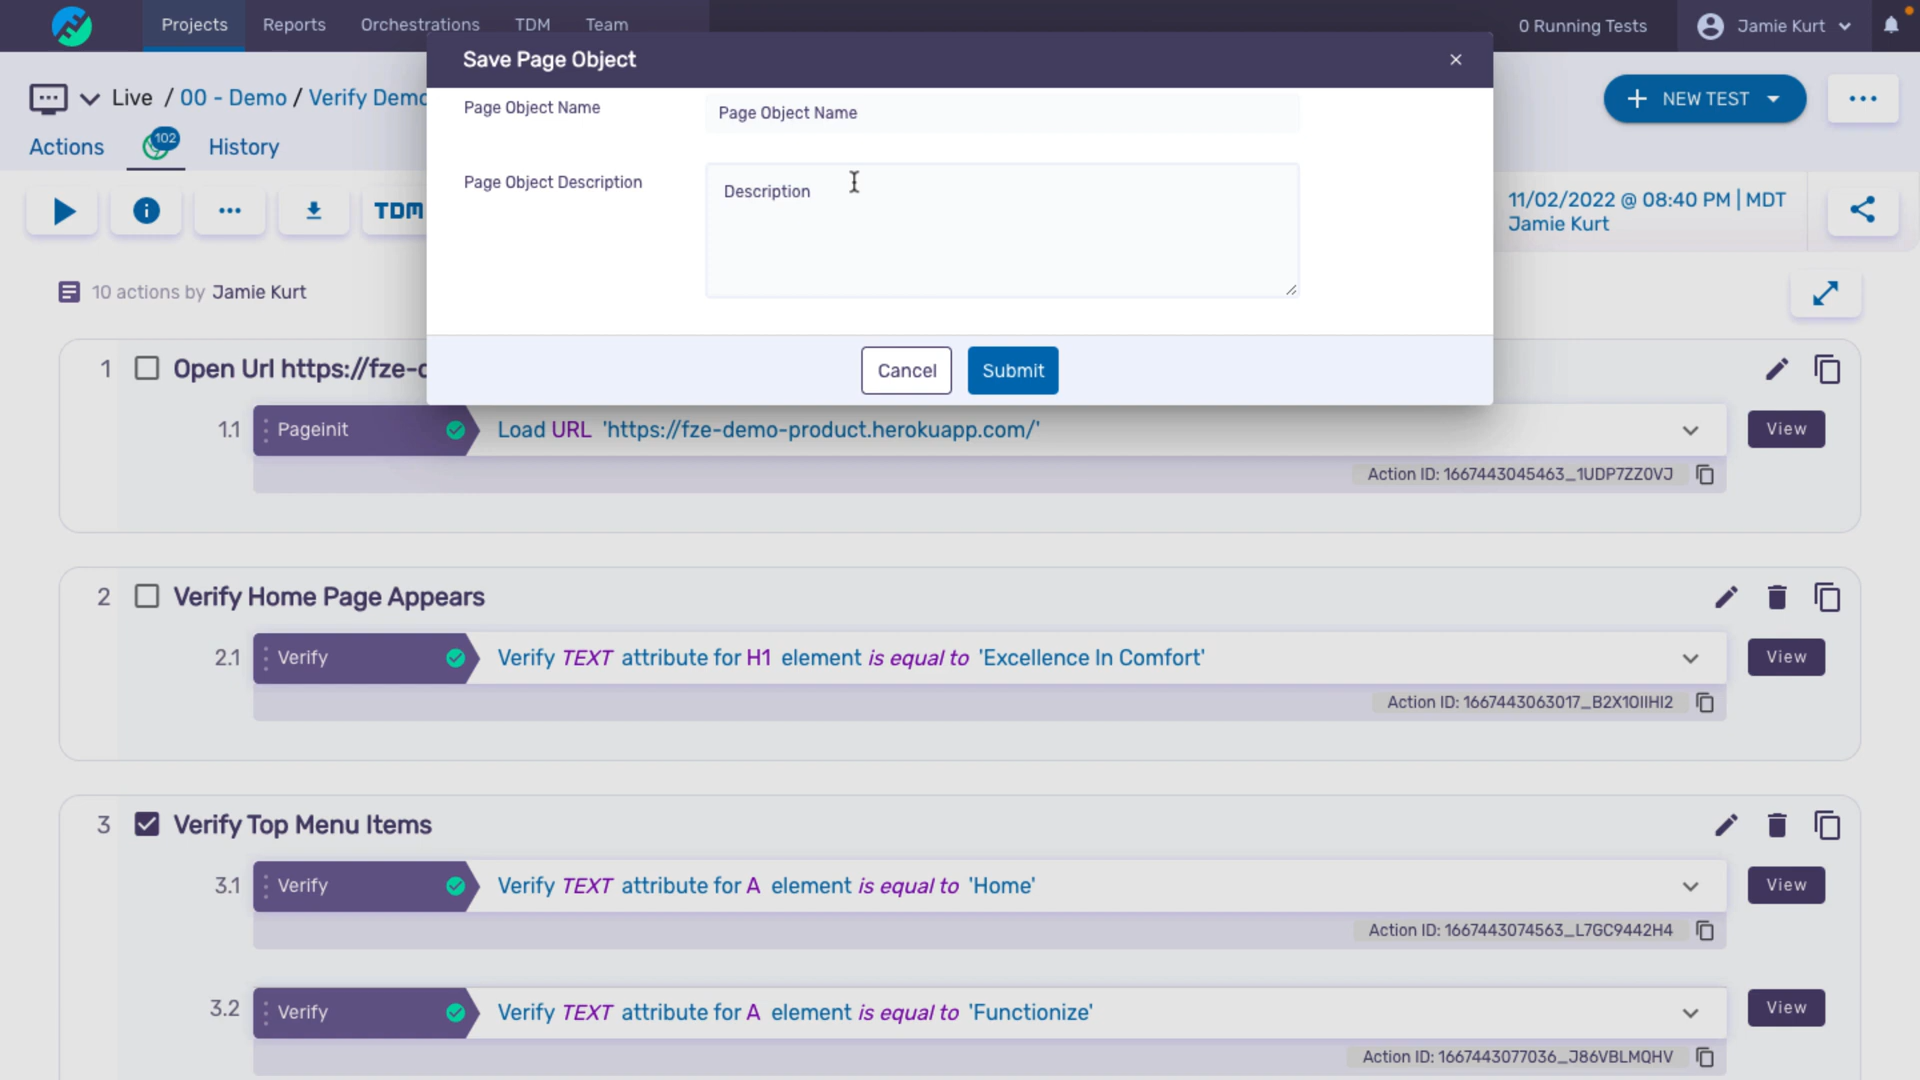 Projects
Reports
Orchestrations
TDM
Team
0 Running Tests
Jamie Kurt
Save Page Object
Live / 00 - Demo / Verify Demo
NEW TEST
Page Object Name
Page Object Name
Actions
102
History
Page Object Description
Description
TDM
11/02/2022 @ 08:40 PM | MDT
Jamie Kurt
10 actions by Jamie Kurt
Cancel
Submit
1
Open Url https://fze-
1.1
Pageinit
Load URL 'https://fze-demo-product.herokuapp.com/'
View
Action ID: 1667443045463_1UDP7ZZ0VJ
2
Verify Home Page Appears
2.1
Verify
Verify TEXT attribute for H1 element is equal to 'Excellence In Comfort'
View
Action ID: 1667443063017_B2X1OIIHI2
3
Verify Top Menu Items
3.1
Verify
Verify TEXT attribute for A element is equal to 'Home'
View
Action ID: 1667443074563_L7GC9442H4
3.2
Verify
Verify TEXT attribute for A element is equal to 'Functionize'
View
Action ID: 1667443077036_J86VBLMQHV